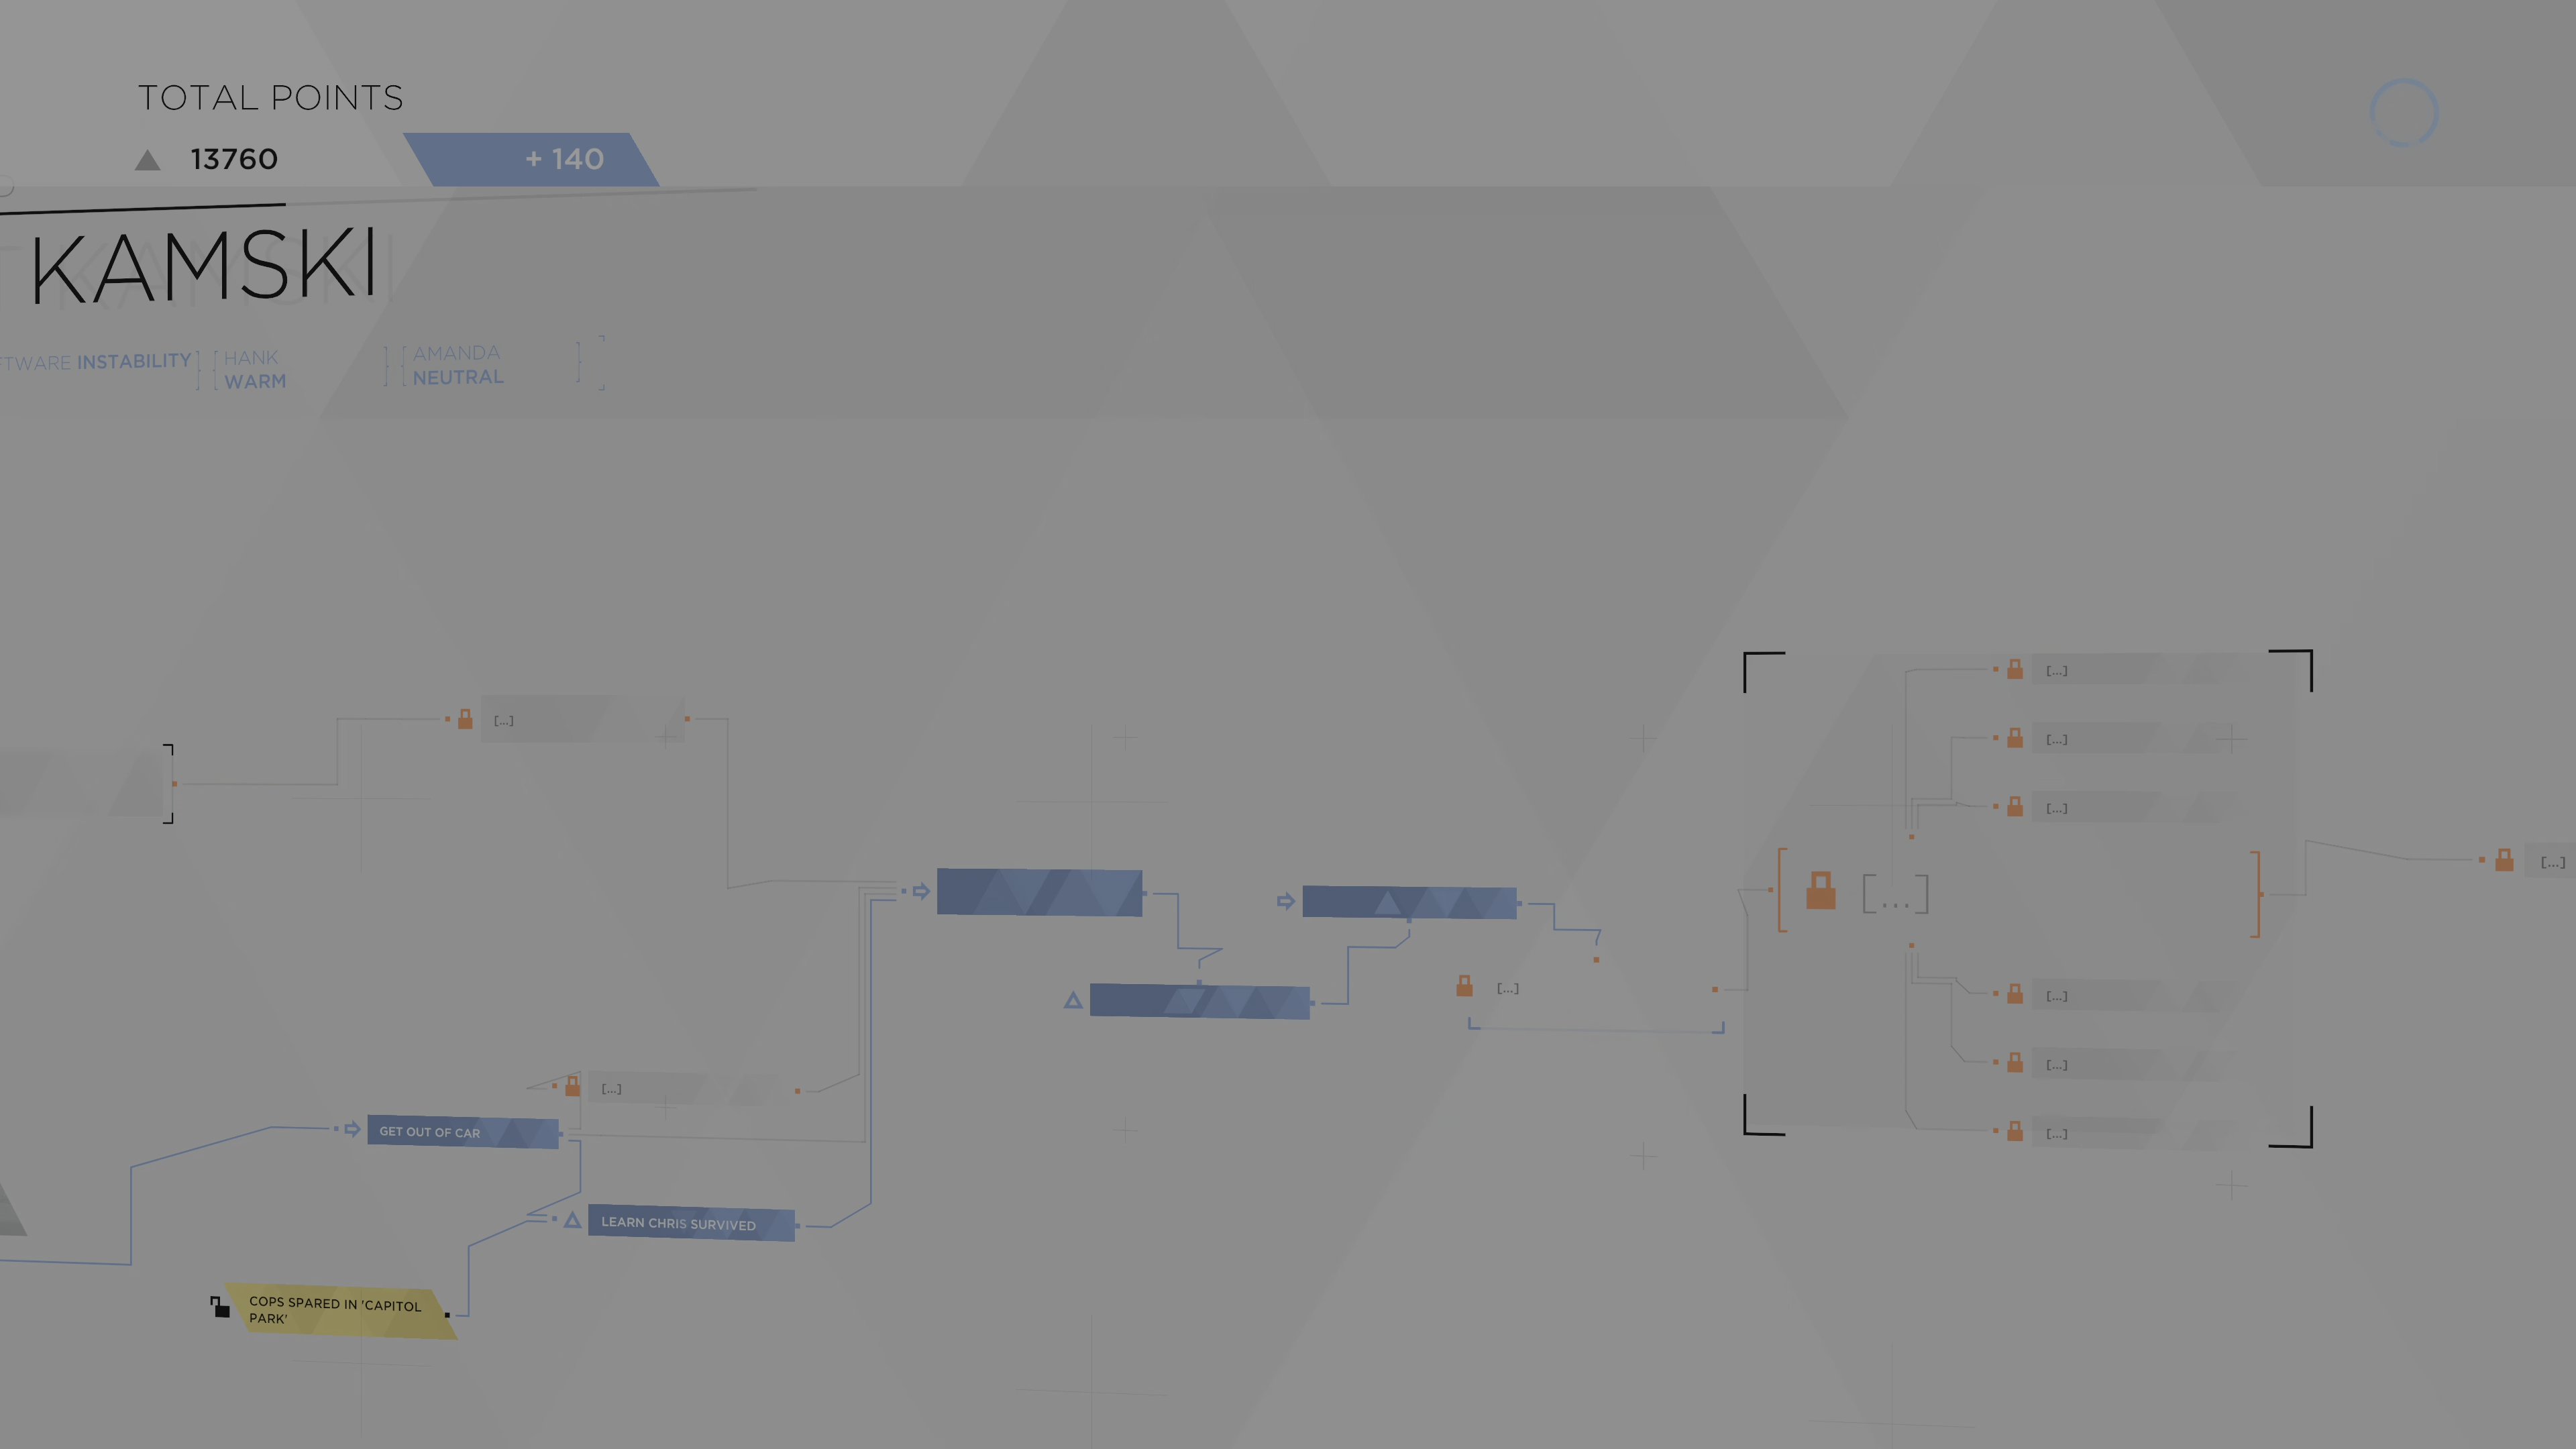 TOTAL POINTS
13760
+ 140
KAMSKI
TWARE INSTABILITY
HANK
WARM
AMANDA
NEUTRAL
[...]
[...]
[...]
[...]
[...]
[...]
[...]
[...]
[...]
[...]
[...]
GET OUT OF CAR
LEARN CHRIS SURVIVED
COPS SPARED IN 'CAPITOL
PARK'